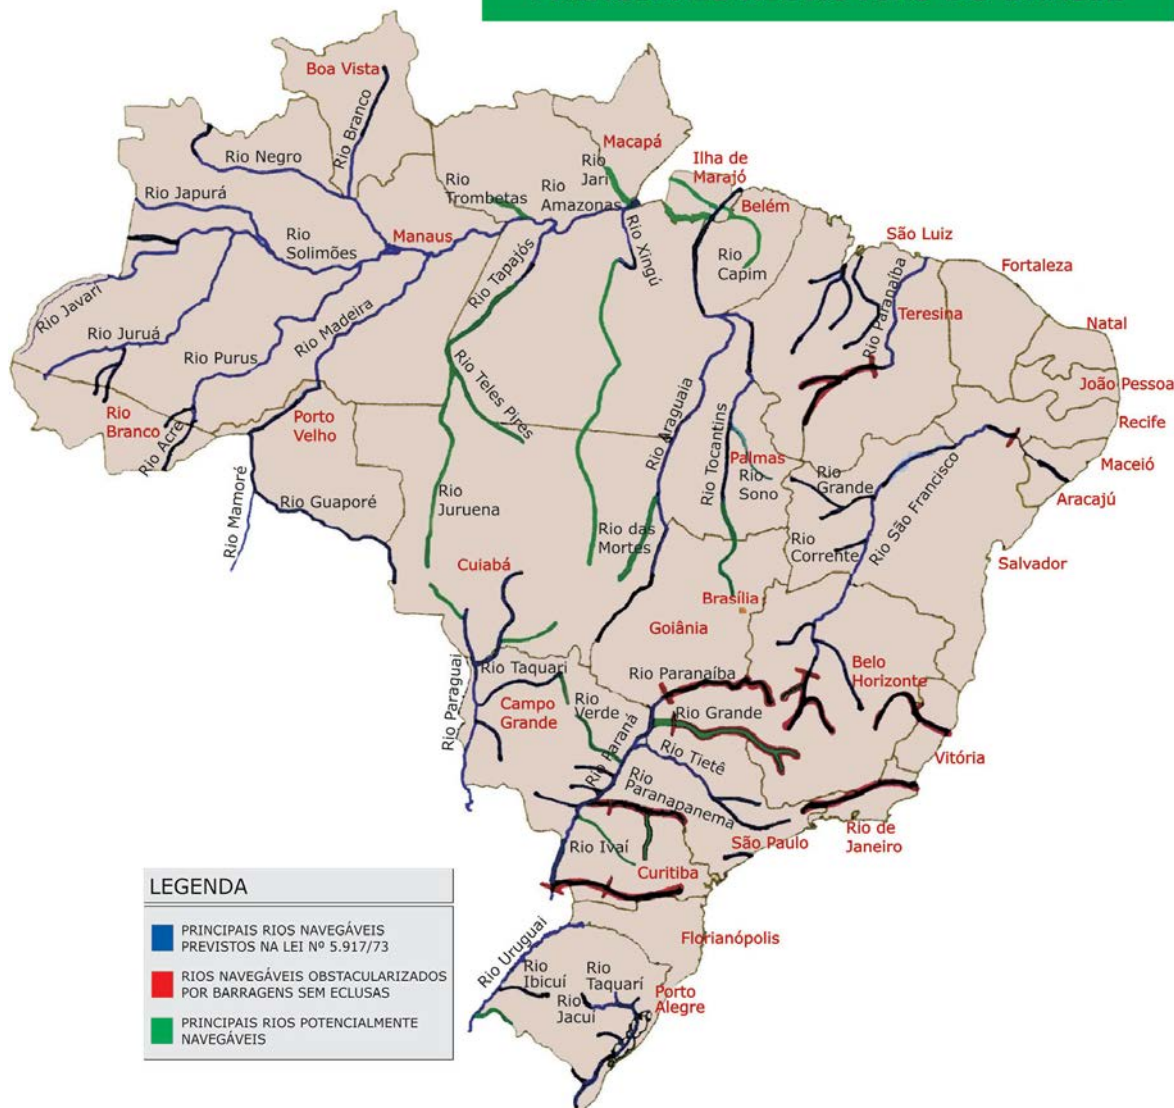 Boa Vista
Rio Branco
Rio Negro
Macapá
Rio
Jari
Ilha de
Marajó
Rio Japurá
Rio
Trombetas
Rio
Amazonas
Belém
Rio
Solimões
Manaus
Rio Xingú
Rio
Capim
São Luiz
Fortaleza
Rio Javari
Rio Tapajós
Rio Paranaíba
Teresina
Rio Juruá
Rio Madeira
Natal
Rio Purus
Rio Teles Pires
João Pessoa
Rio
Branco
Rio Acre
Porto
Velho
Rio Araguaia
Recife
Rio Tocantins
Palmas
Rio
Sono
Rio
Grande
Rio São Francisco
Maceió
Aracajú
Rio Mamoré
Rio Guaporé
Rio
Juruena
Rio das
Mortes
Rio
Corrente
Salvador
Cuiabá
Brasília
Goiânia
Rio Paraguai
Rio Taquari
Rio Paranaíba
Belo
Horizonte
Campo
Grande
Rio
Verde
Rio Paraná
Rio Grande
Rio Tietê
Vitória
Rio
Paranapanema
Rio Ivaí
São Paulo
Rio de
Janeiro
Curitiba
Florianópolis
Rio Uruguai
Rio
Ibicuí
Rio
Taquarí
Rio
Jacuí
Porto
Alegre
LEGENDA
PRINCIPAIS RIOS NAVEGÁVEIS
PREVISTOS NA LEI Nº 5.917/73
RIOS NAVEGÁVEIS OBSTACULARIZADOS
POR BARRAGENS SEM ECLUSAS
PRINCIPAIS RIOS POTENCIALMENTE
NAVEGÁVEIS